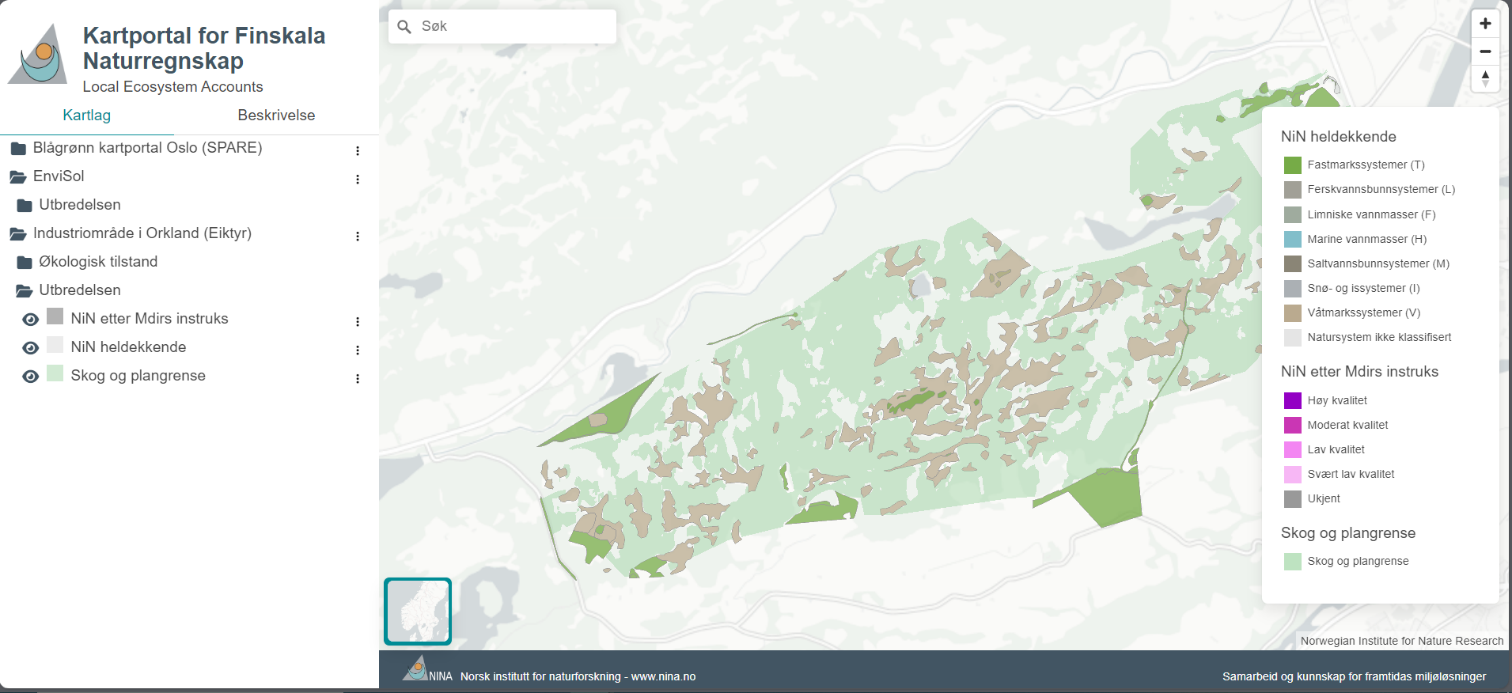 Kartportal for Finskala
Naturregnskap
Local Ecosystem Accounts
Kartlag
Beskrivelse
Blågrønn kartportal Oslo (SPARE)
EnviSol
Utbredelsen
Industriområde i Orkland (Eiktyr)
Økologisk tilstand
Utbredelsen
NiN etter Mdirs instruks
NiN heldekkende
Skog og plangrense
Søk
NiN heldekkende
Fastmarkssystemer (T)
Ferskvannsbunnsystemer (L)
Limniske vannmasser (F)
Marine vannmasser (H)
Saltvannsbunnsystemer (M)
Snø- og issystemer (I)
Våtmarkssystemer (V)
Natursystem ikke klassifisert
NiN etter Mdirs instruks
Høy kvalitet
Moderat kvalitet
Lav kvalitet
Svært lav kvalitet
Ukjent
Skog og plangrense
Skog og plangrense
Norwegian Institute for Nature Research
NINA Norsk institutt for naturforskning - www.nina.no
Samarbeid og kunnskap for framtidas miljøløsninger